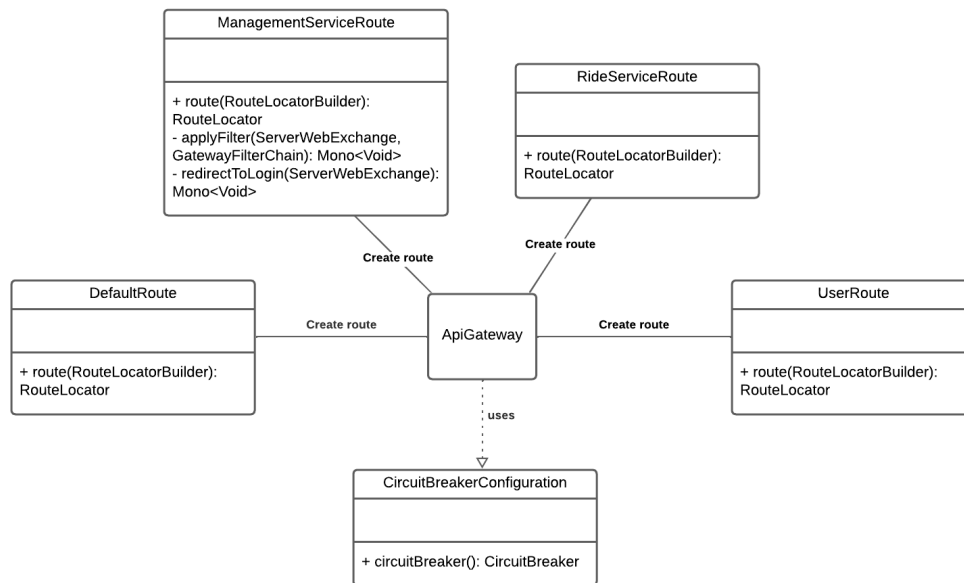 ManagementServiceRoute
+ route(RouteLocatorBuilder):
RouteLocator
- applyFilter(ServerWebExchange,
GatewayFilterChain): Mono<Void>
- redirectToLogin(ServerWebExchange):
Mono<Void>
RideServiceRoute
+ route(RouteLocatorBuilder):
RouteLocator
Create route
Create route
DefaultRoute
+ route(RouteLocatorBuilder):
RouteLocator
Create route
ApiGateway
Create route
UserRoute
+ route(RouteLocatorBuilder):
RouteLocator
uses
CircuitBreakerConfiguration
+ circuitBreaker(): CircuitBreaker